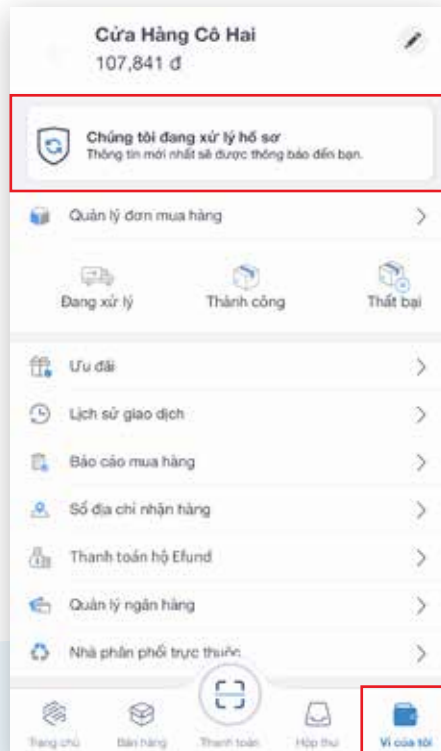 Cửa Hàng Cô Hai
107,841 đ
Chúng tôi đang xử lý hồ sơ
Thông tin mới nhất sẽ được thông báo đến bạn.
Quản lý đơn mua hàng
Đang xử lý
Thành công
Thất bại
Ưu đãi
Lịch sử giao dịch
Báo cáo mua hàng
Sổ địa chỉ nhận hàng
Thanh toán hộ Efund
Quản lý ngân hàng
Nhà phân phối trực thuộc
Trang chủ
Bán hàng
Thanh toán
Hộp thư
Ví của tôi